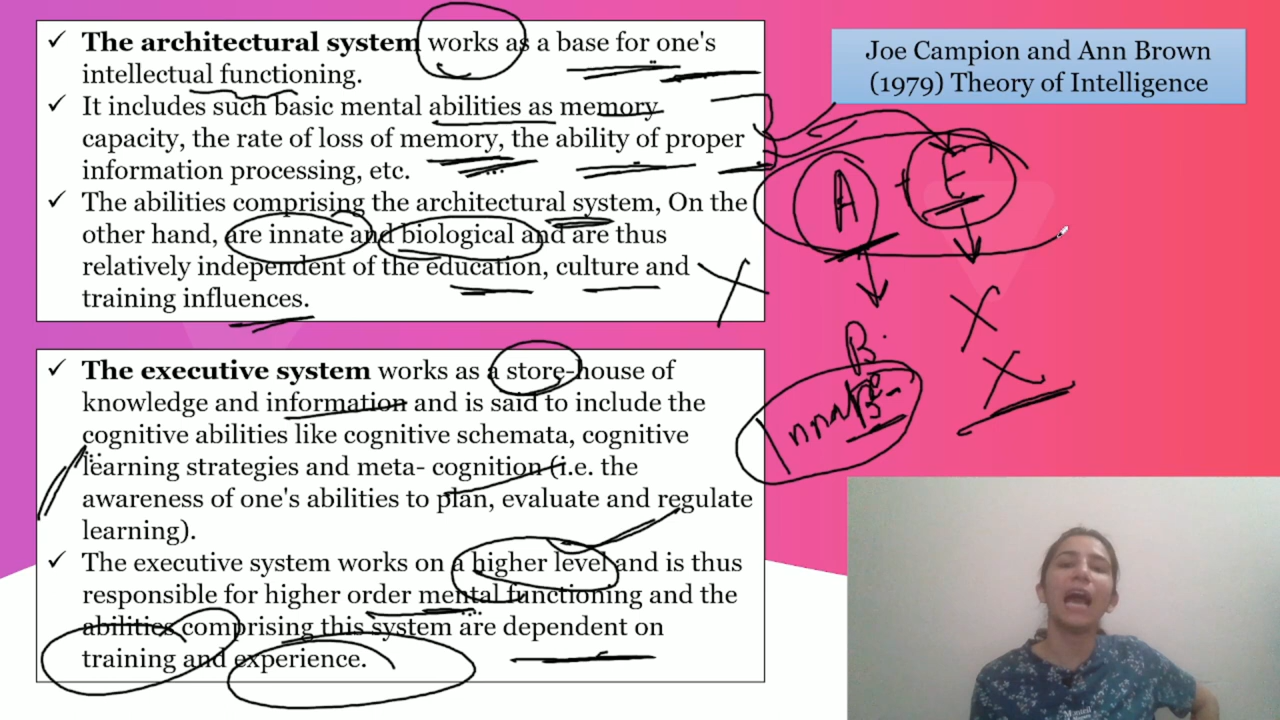 ✓ The architectural system works as a base for one's
intellectual functioning.
✓ It includes such basic mental abilities as memory
capacity, the rate of loss of memory, the ability of proper
information processing, etc.
✓ The abilities comprising the architectural system, On the
other hand, are innate and biological and are thus
relatively independent of the education, culture and
training influences.
✓ The executive system works as a store-house of
knowledge and information and is said to include the
cognitive abilities like cognitive schemata, cognitive
learning strategies and meta- cognition (i.e. the
awareness of one's abilities to plan, evaluate and regulate
learning).
✓ The executive system works on a higher level and is thus
responsible for higher order mental functioning and the
abilities comprising this system are dependent on
training and experience.
Joe Campion and Ann Brown
(1979) Theory of Intelligence
A + E
B.